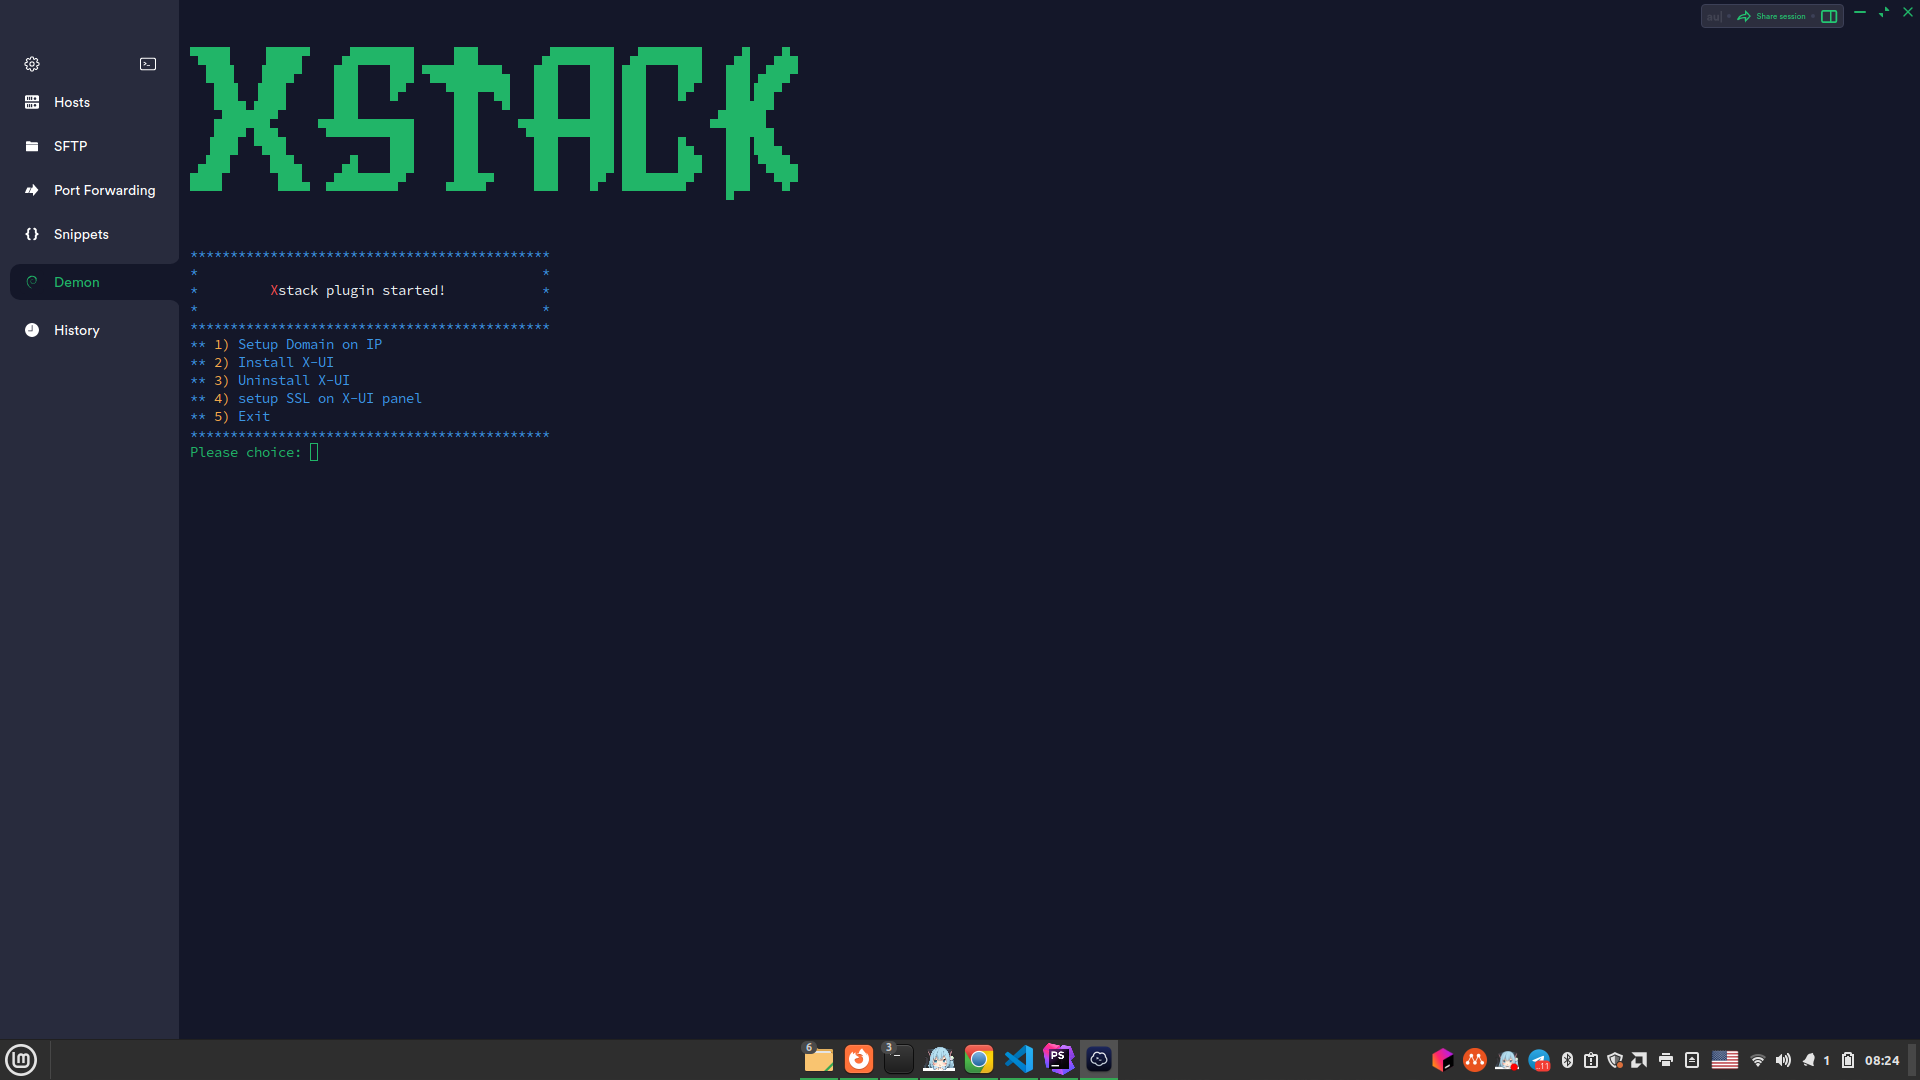 Share session
Hosts
SFTP
Port Forwarding
{} Snippets
Demon
History
XSTACK
*********************************************
* *
* Xstack plugin started! *
* *
*********************************************
** 1) Setup Domain on IP
** 2) Install X-UI
** 3) Uninstall X-UI
** 4) setup SSL on X-UI panel
** 5) Exit
*********************************************
Please choice:
6
3
PS
11
1
08:24